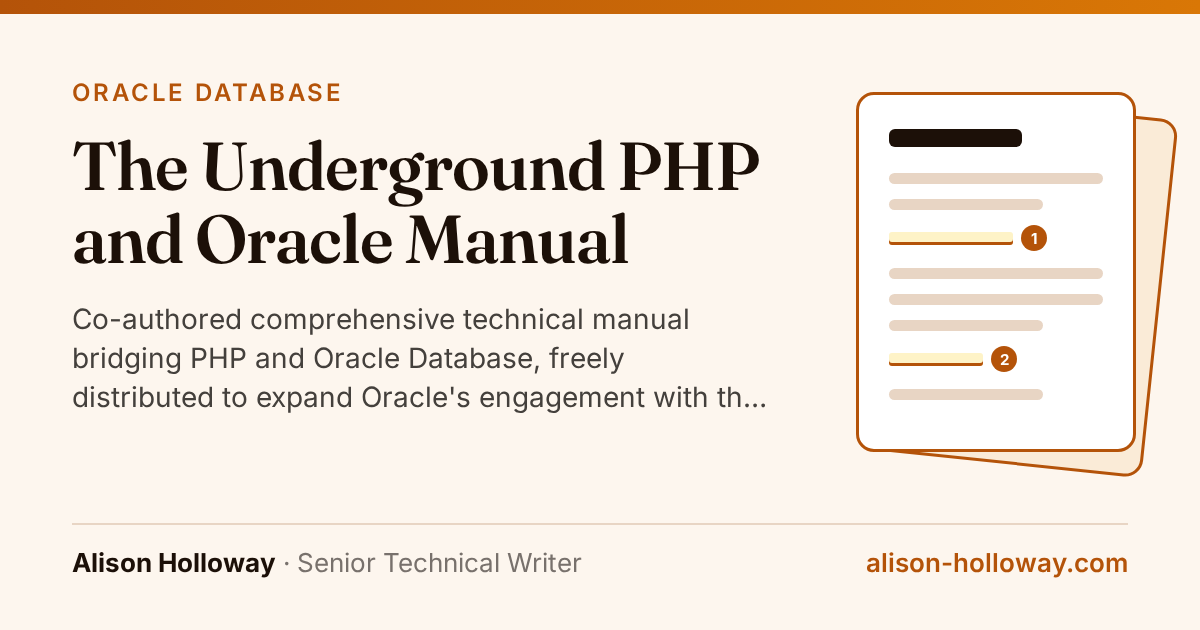 ORACLE DATABASE
The Underground PHP
and Oracle Manual
Co-authored comprehensive technical manual
bridging PHP and Oracle Database, freely
distributed to expand Oracle's engagement with th...
1
2
Alison Holloway · Senior Technical Writer
alison-holloway.com